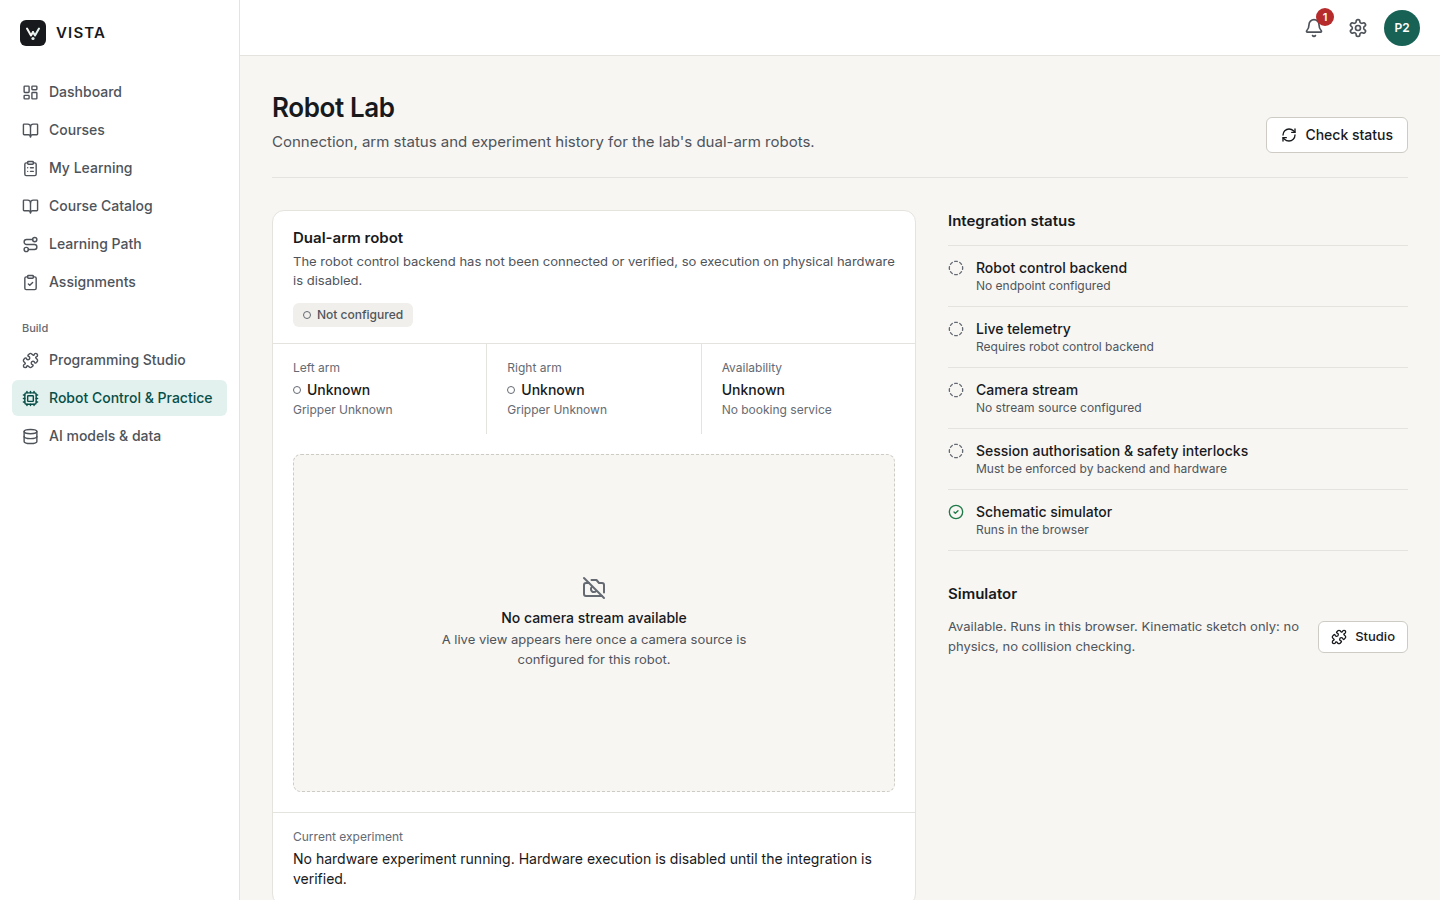 VISTA
Dashboard
Courses
My Learning
Course Catalog
Learning Path
Assignments
Build
Programming Studio
Robot Control & Practice
AI models & data
1
P2
Robot Lab
Connection, arm status and experiment history for the lab's dual-arm robots.
Check status
Dual-arm robot
The robot control backend has not been connected or verified, so execution on physical hardware
is disabled.
Not configured
Left arm
Unknown
Gripper Unknown
Right arm
Unknown
Gripper Unknown
Availability
Unknown
No booking service
No camera stream available
A live view appears here once a camera source is
configured for this robot.
Current experiment
No hardware experiment running. Hardware execution is disabled until the integration is
verified.
Integration status
Robot control backend
No endpoint configured
Live telemetry
Requires robot control backend
Camera stream
No stream source configured
Session authorisation & safety interlocks
Must be enforced by backend and hardware
Schematic simulator
Runs in the browser
Simulator
Available. Runs in this browser. Kinematic sketch only: no
physics, no collision checking.
Studio